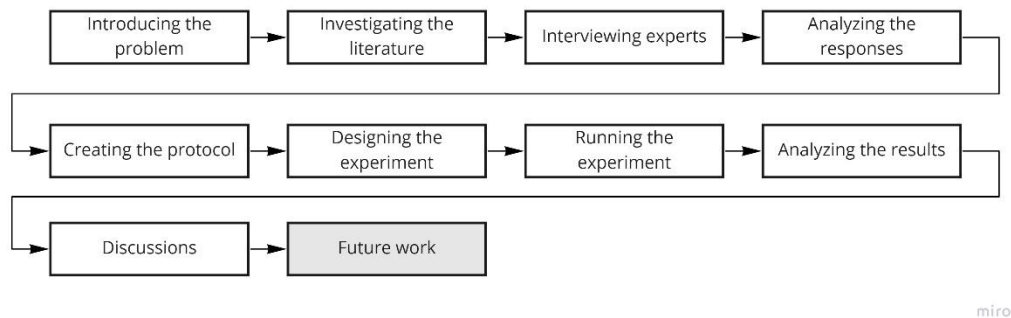 Introducing the
problem
Investigating the
literature
Interviewing experts
Analyzing the
responses
Creating the protocol
Designing the
experiment
Running the
experiment
Analyzing the results
Discussions
Future work
miro